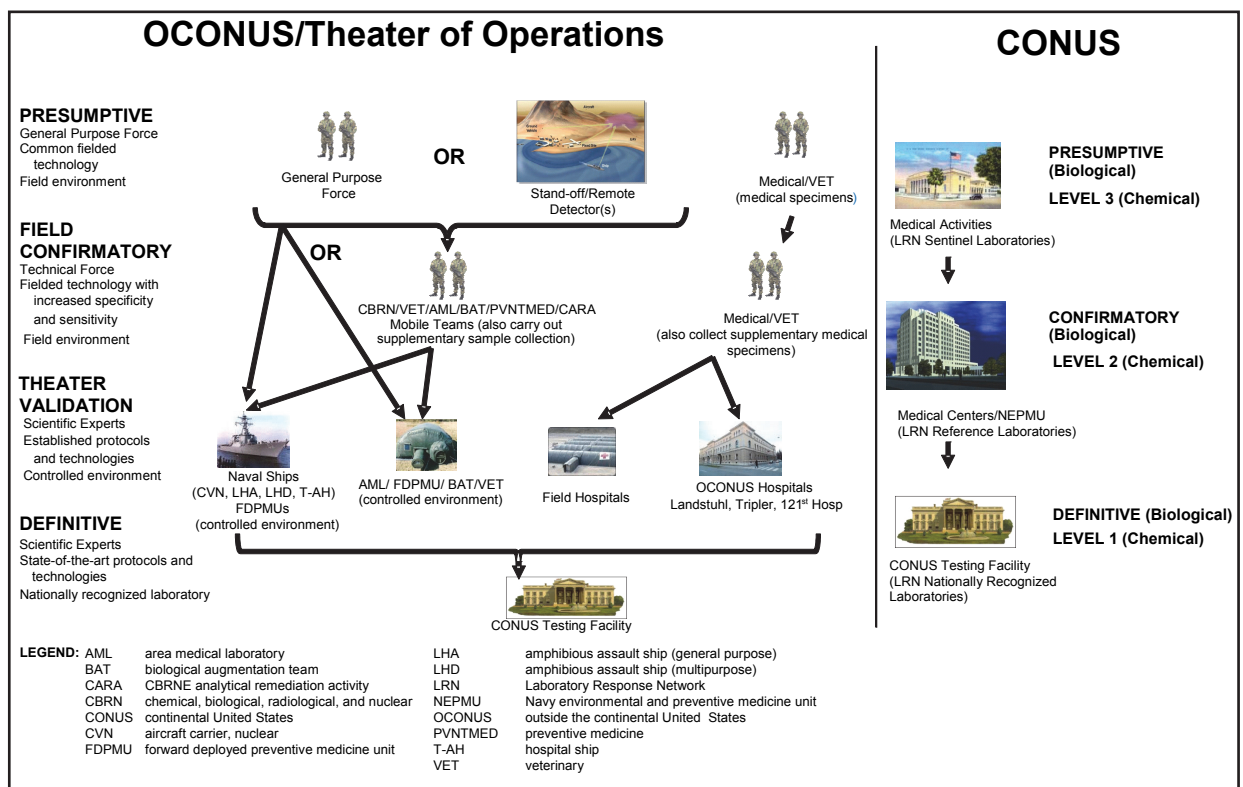 OCONUS/Theater of Operations
CONUS
PRESUMPTIVE
General Purpose Force
Common fielded
technology
Field environment
General Purpose
Force
OR
Aircraft
Stand-off/Remote
Detector(s)
Medical/VET
(medical specimens)
FIELD
CONFIRMATORY
Technical Force
Fielded technology with
increased specificity
and sensitivity
Field environment
OR
CBRN/VET/AML/BAT/PVNTMED/CARA
Mobile Teams (also carry out
supplementary sample collection)
Medical/VET
(also collect supplementary medical
specimens)
THEATER
VALIDATION
Scientific Experts
Established protocols
and technologies
Controlled environment
Naval Ships
(CVN, LHA, LHD, T-AH)
FDPMUs
(controlled environment)
AML/ FDPMU/ BAT/VET
(controlled environment)
Field Hospitals
OCONUS Hospitals
Landstuhl, Tripler, 121st Hosp
DEFINITIVE
Scientific Experts
State-of-the-art protocols and
technologies
Nationally recognized laboratory
CONUS Testing Facility
PRESUMPTIVE
(Biological)
LEVEL 3 (Chemical)
Medical Activities
(LRN Sentinel Laboratories)
CONFIRMATORY
(Biological)
LEVEL 2 (Chemical)
Medical Centers/NEPMU
(LRN Reference Laboratories)
DEFINITIVE (Biological)
LEVEL 1 (Chemical)
CONUS Testing Facility
(LRN Nationally Recognized
Laboratories)
LEGEND: AML area medical laboratory
BAT biological augmentation team
CARA CBRNE analytical remediation activity
CBRN chemical, biological, radiological, and nuclear
CONUS continental United States
CVN aircraft carrier, nuclear
FDPMU forward deployed preventive medicine unit
LHA amphibious assault ship (general purpose)
LHD amphibious assault ship (multipurpose)
LRN Laboratory Response Network
NEPMU Navy environmental and preventive medicine unit
OCONUS outside the continental United States
PVNTMED preventive medicine
T-AH hospital ship
VET veterinary